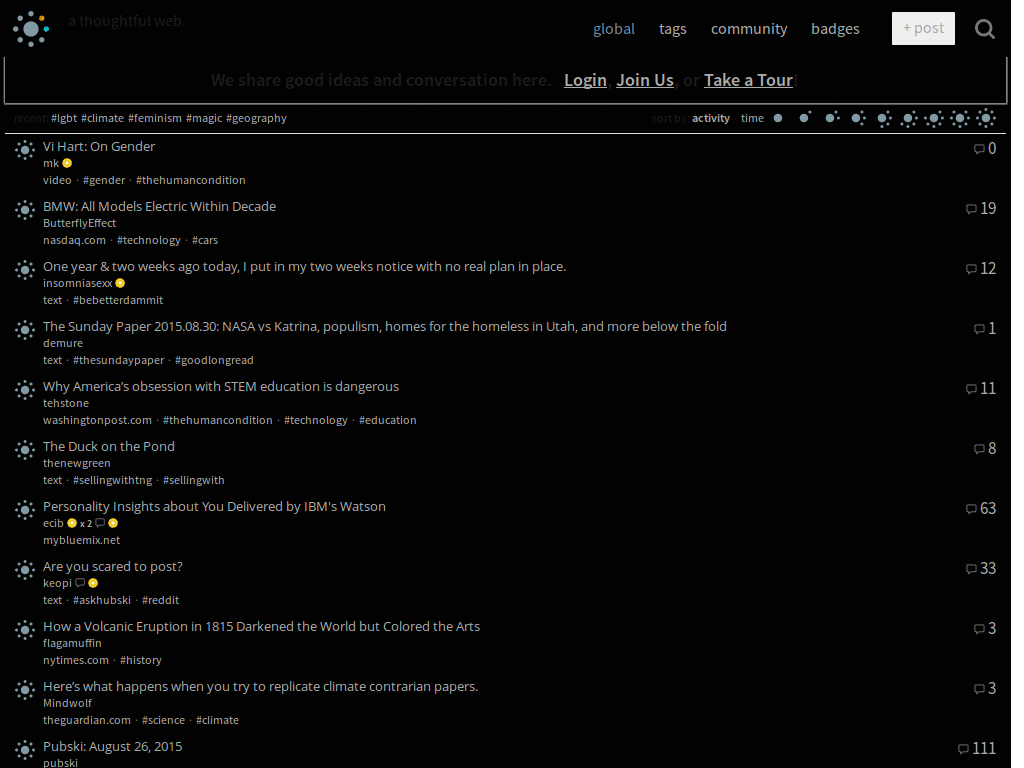 a thoughtful web.
global tags community badges + post
We share good ideas and conversation here. Login, Join Us, or Take a Tour!
recent: #lgbt #climate #feminism #magic #geography sort by: activity time
Vi Hart: On Gender 0
mk
video · #gender · #thehumancondition
BMW: All Models Electric Within Decade 19
ButterflyEffect
nasdaq.com · #technology · #cars
One year & two weeks ago today, I put in my two weeks notice with no real plan in place. 12
insomniasexx
text · #bebetterdammit
The Sunday Paper 2015.08.30: NASA vs Katrina, populism, homes for the homeless in Utah, and more below the fold 1
demure
text · #thesundaypaper · #goodlongread
Why America’s obsession with STEM education is dangerous 11
tehstone
washingtonpost.com · #thehumancondition · #technology · #education
The Duck on the Pond 8
thenewgreen
text · #sellingwithtng · #sellingwith
Personality Insights about You Delivered by IBM's Watson 63
ecib x 2
mybluemix.net
Are you scared to post? 33
keopi
text · #askhubski · #reddit
How a Volcanic Eruption in 1815 Darkened the World but Colored the Arts 3
flagamuffin
nytimes.com · #history
Here’s what happens when you try to replicate climate contrarian papers. 3
Mindwolf
theguardian.com · #science · #climate
Pubski: August 26, 2015 111
pubski